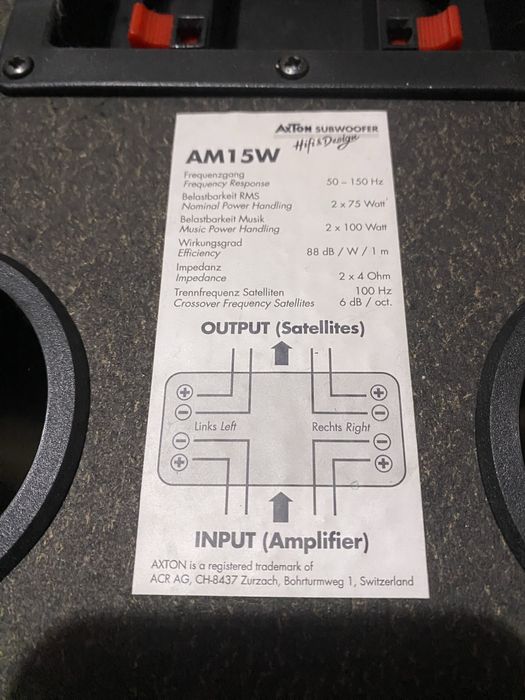 AXTON SUBWOOFER
Hifi & Design
AM15W
Frequenzgang
Frequency Response 50 – 150 Hz
Belastbarkeit RMS
Nominal Power Handling 2 x 75 Watt
Belastbarkeit Musik
Music Power Handling 2 x 100 Watt
Wirkungsgrad
Efficiency 88 dB / W / 1 m
Impedanz
Impedance 2 x 4 Ohm
Trennfrequenz Satelliten 100 Hz
Crossover Frequency Satellites 6 dB / oct.
OUTPUT (Satellites)
+ +
– –
Links Left Rechts Right
– –
+ +
INPUT (Amplifier)
AXTON is a registered trademark of
ACR AG, CH-8437 Zurzach, Bohrturmweg 1, Switzerland